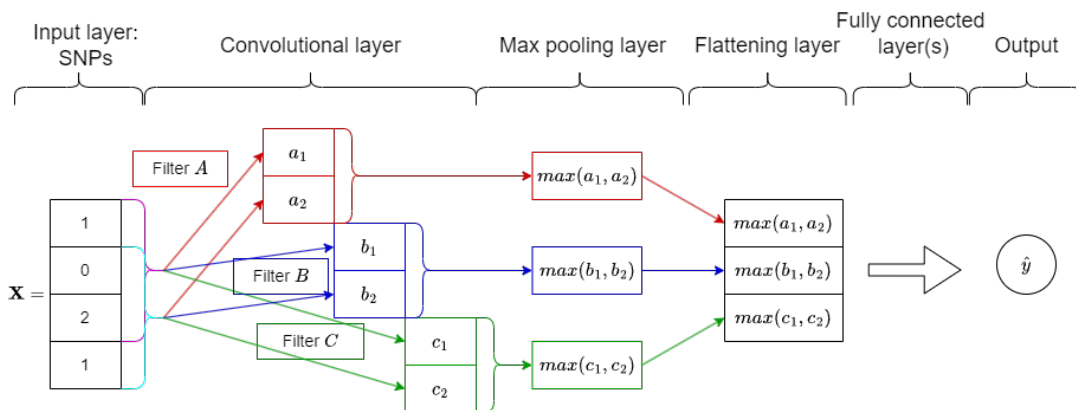 Input layer:
SNPs
Convolutional layer
Max pooling layer
Flattening layer
Fully connected
layer(s)
Output
Filter A
a₁
a₂
max(a₁, a₂)
max(a₁, a₂)
X =
1
0
2
1
Filter B
b₁
b₂
max(b₁, b₂)
max(b₁, b₂)
ŷ
Filter C
c₁
c₂
max(c₁, c₂)
max(c₁, c₂)